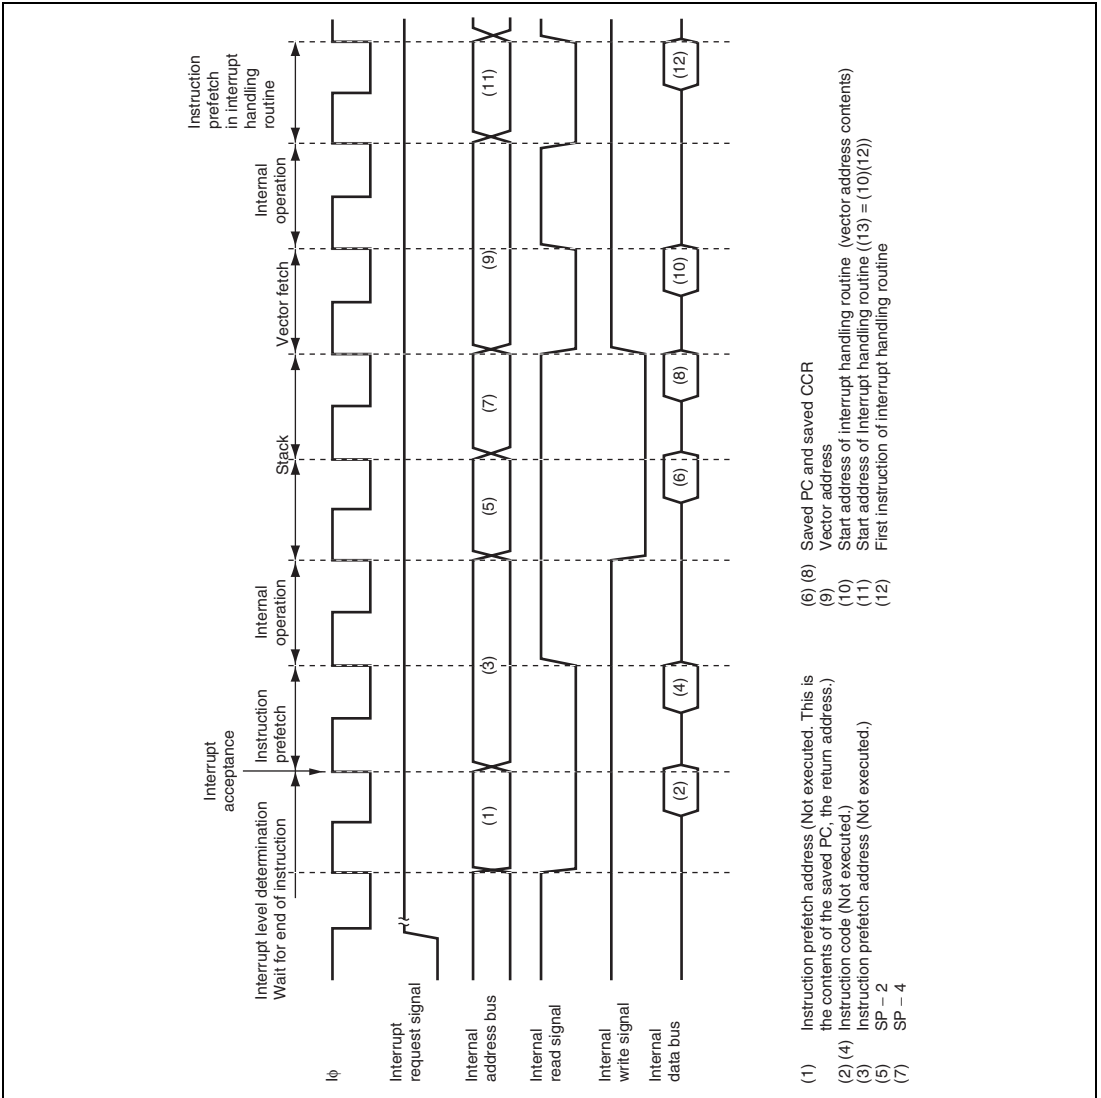 Interrupt level determination
Wait for end of instruction
Interrupt
acceptance
Instruction
prefetch
Internal
operation
Stack
Vector fetch
Internal
operation
Instruction
prefetch
in interrupt
handling
routine
Iϕ
Interrupt
request signal
Internal
address bus
(1)
(3)
(5)
(7)
(9)
(11)
Internal
read signal
Internal
write signal
Internal
data bus
(2)
(4)
(6)
(8)
(10)
(12)
(1) Instruction prefetch address (Not executed. This is
the contents of the saved PC, the return address.)
(2) (4) Instruction code (Not executed.)
(3) Instruction prefetch address (Not executed.)
(5) SP – 2
(7) SP – 4
(6) (8) Saved PC and saved CCR
(9) Vector address
(10) Start address of interrupt handling routine (vector address contents)
(11) Start address of Interrupt handling routine ((13) = (10)(12))
(12) First instruction of interrupt handling routine